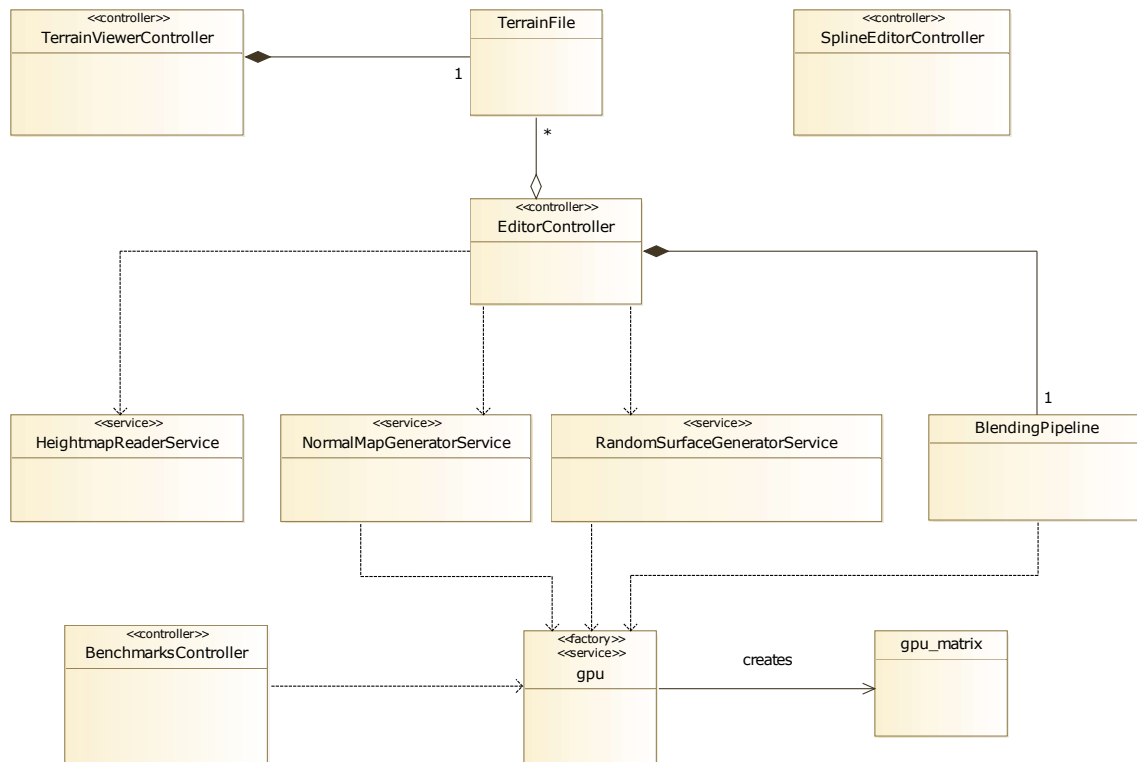 <<controller>>
TerrainViewerController
TerrainFile
<<controller>>
SplineEditorController
1
*
<<controller>>
EditorController
1
<<service>>
HeightmapReaderService
<<service>>
NormalMapGeneratorService
<<service>>
RandomSurfaceGeneratorService
BlendingPipeline
<<controller>>
BenchmarksController
<<factory>>
<<service>>
gpu
creates
gpu_matrix